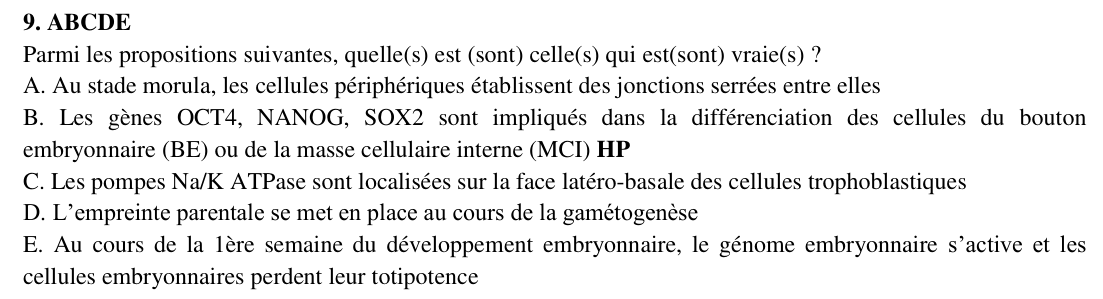 9. ABCDE
Parmi les propositions suivantes, quelle(s) est (sont) celle(s) qui est(sont) vraie(s) ?
A. Au stade morula, les cellules périphériques établissent des jonctions serrées entre elles
B. Les gènes OCT4, NANOG, SOX2 sont impliqués dans la différenciation des cellules du bouton
embryonnaire (BE) ou de la masse cellulaire interne (MCI) HP
C. Les pompes Na/K ATPase sont localisées sur la face latéro-basale des cellules trophoblastiques
D. L’empreinte parentale se met en place au cours de la gamétogenèse
E. Au cours de la 1ère semaine du développement embryonnaire, le génome embryonnaire s’active et les
cellules embryonnaires perdent leur totipotence